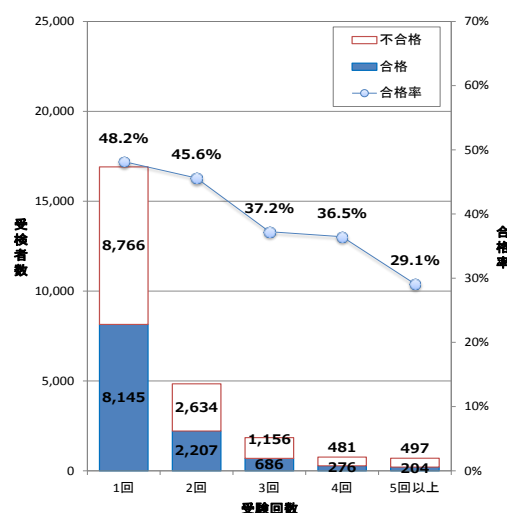 25,000
20,000
15,000
10,000
5,000
0
70%
60%
50%
40%
30%
20%
10%
0%
不合格
合格
合格率
48.2%
45.6%
37.2%
36.5%
29.1%
8,766
8,145
2,634
2,207
1,156
686
481
276
497
204
1回
2回
3回
4回
5回以上
受験回数
受検者数
合格率